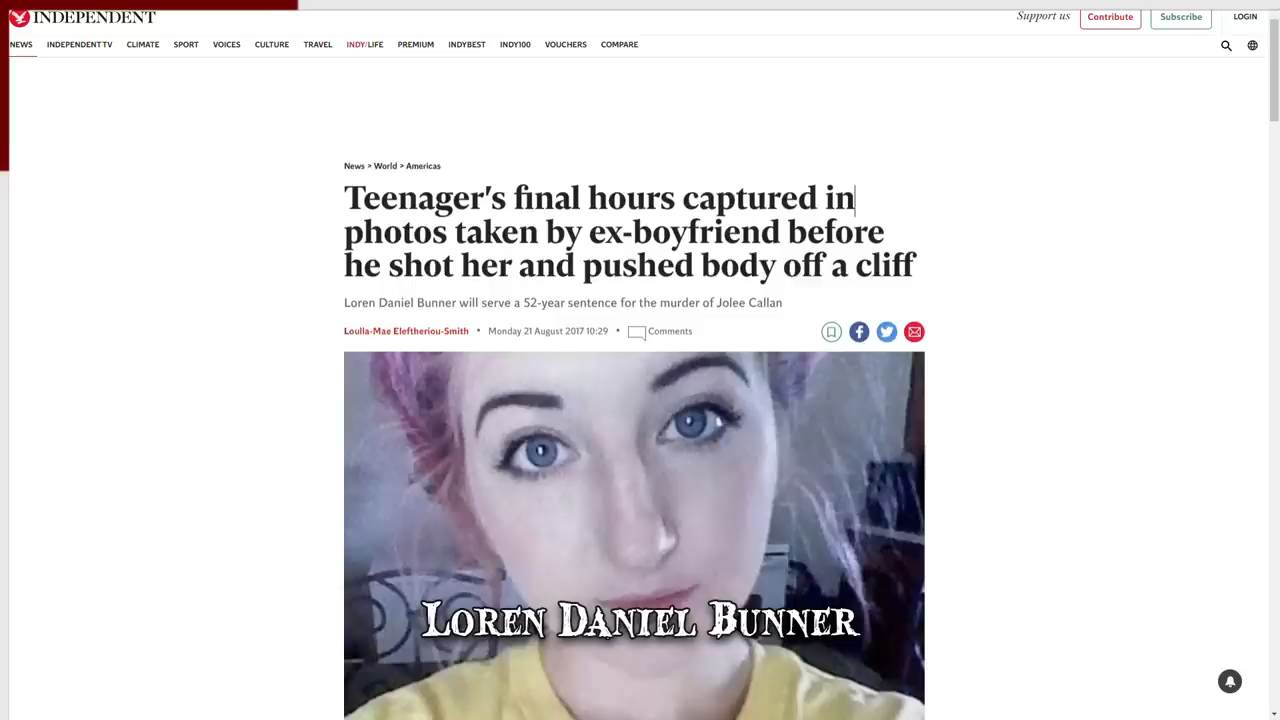 INDEPENDENT
Support us
Contribute
Subscribe
LOGIN
NEWS INDEPENDENT TV CLIMATE SPORT VOICES CULTURE TRAVEL INDY/LIFE PREMIUM INDYBEST INDY100 VOUCHERS COMPARE
News > World > Americas
Teenager's final hours captured in
photos taken by ex-boyfriend before
he shot her and pushed body off a cliff
Loren Daniel Bunner will serve a 52-year sentence for the murder of Jolee Callan
Loulla-Mae Eleftheriou-Smith • Monday 21 August 2017 10:29 • Comments
LOREN DANIEL BUNNER